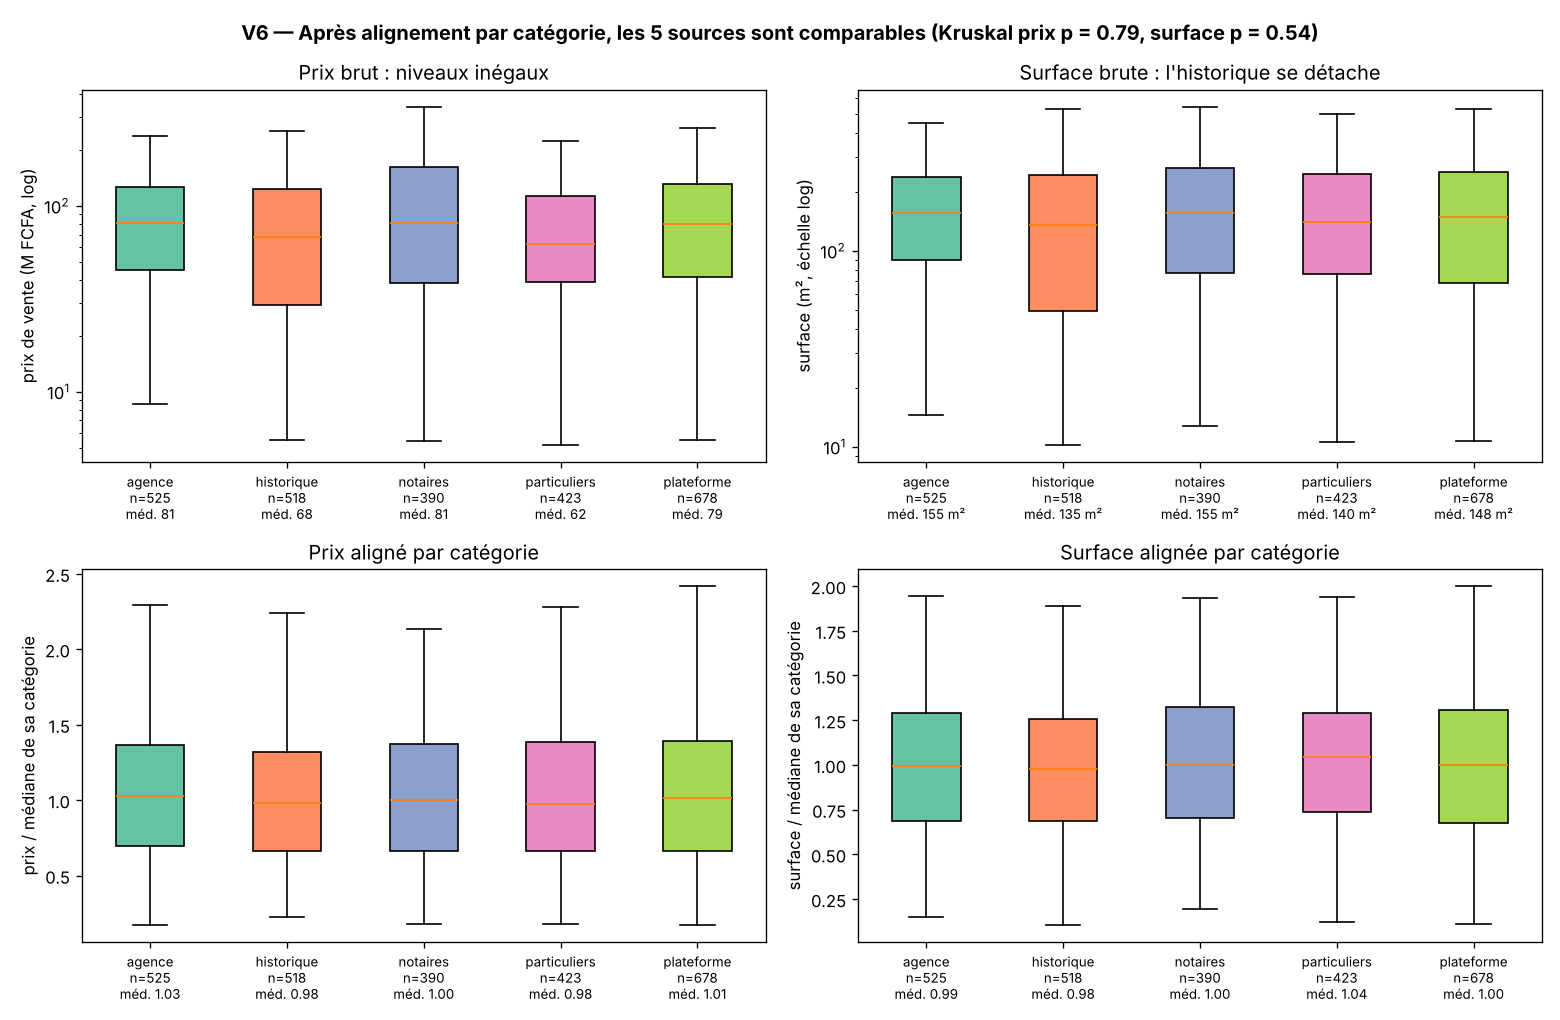 V6 — Après alignement par catégorie, les 5 sources sont comparables (Kruskal prix p = 0.79, surface p = 0.54)
Prix brut : niveaux inégaux
prix de vente (M FCFA, log)
10²
10¹
agence
n=525
méd. 81
historique
n=518
méd. 68
notaires
n=390
méd. 81
particuliers
n=423
méd. 62
plateforme
n=678
méd. 79
Surface brute : l'historique se détache
surface (m², échelle log)
10²
10¹
agence
n=525
méd. 155 m²
historique
n=518
méd. 135 m²
notaires
n=390
méd. 155 m²
particuliers
n=423
méd. 140 m²
plateforme
n=678
méd. 148 m²
Prix aligné par catégorie
prix / médiane de sa catégorie
2.5
2.0
1.5
1.0
0.5
agence
n=525
méd. 1.03
historique
n=518
méd. 0.98
notaires
n=390
méd. 1.00
particuliers
n=423
méd. 0.98
plateforme
n=678
méd. 1.01
Surface alignée par catégorie
surface / médiane de sa catégorie
2.00
1.75
1.50
1.25
1.00
0.75
0.50
0.25
agence
n=525
méd. 0.99
historique
n=518
méd. 0.98
notaires
n=390
méd. 1.00
particuliers
n=423
méd. 1.04
plateforme
n=678
méd. 1.00